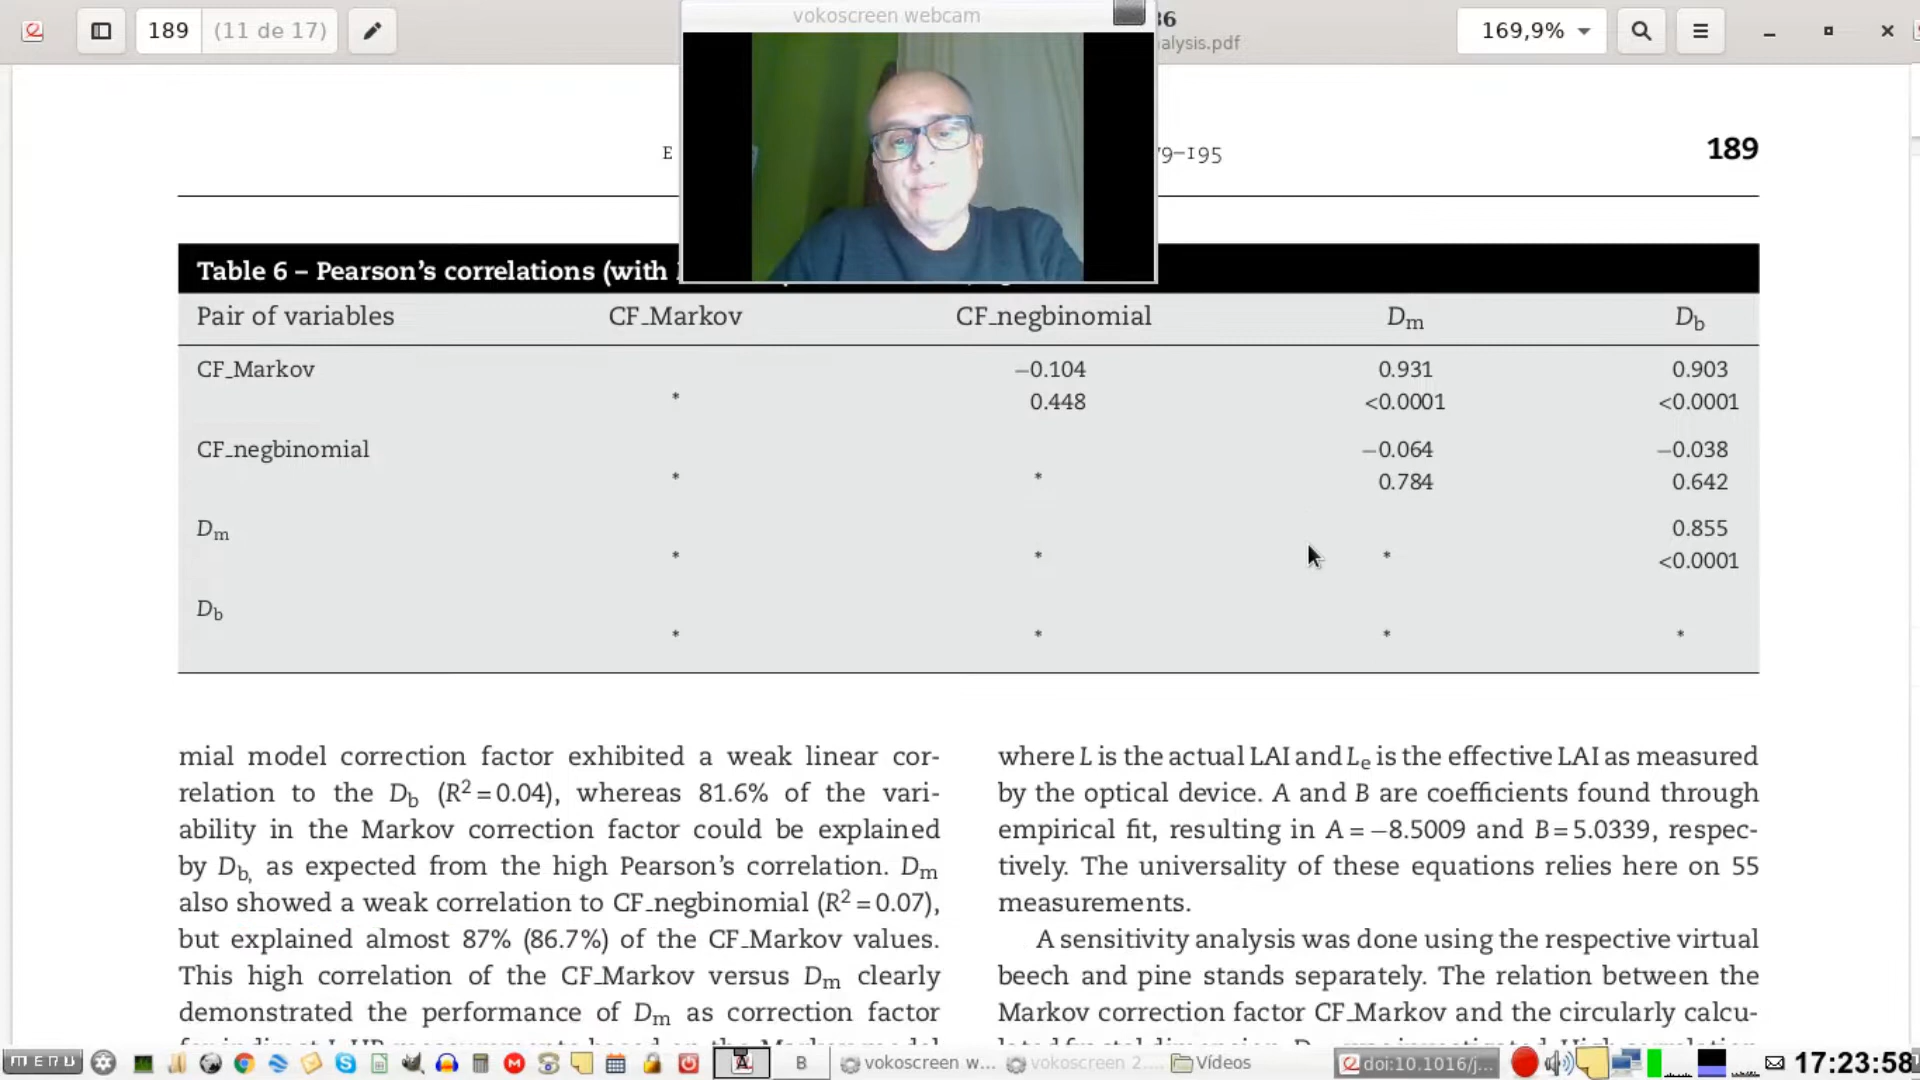 vokoscreen webcam
189 (11 de 17)
36
alysis.pdf
169,9%
E
79–195
189
Table 6 – Pearson's correlations (with
Pair of variables CF_Markov CF_negbinomial Dm Db
CF_Markov −0.104 0.931 0.903
* 0.448 <0.0001 <0.0001
CF_negbinomial −0.064 −0.038
* * 0.784 0.642
Dm 0.855
* * * <0.0001
Db
* * * *
mial model correction factor exhibited a weak linear cor-
relation to the Db (R2 = 0.04), whereas 81.6% of the vari-
ability in the Markov correction factor could be explained
by Db, as expected from the high Pearson's correlation. Dm
also showed a weak correlation to CF_negbinomial (R2 = 0.07),
but explained almost 87% (86.7%) of the CF_Markov values.
This high correlation of the CF_Markov versus Dm clearly
demonstrated the performance of Dm as correction factor
where L is the actual LAI and Le is the effective LAI as measured
by the optical device. A and B are coefficients found through
empirical fit, resulting in A = −8.5009 and B = 5.0339, respec-
tively. The universality of these equations relies here on 55
measurements.
A sensitivity analysis was done using the respective virtual
beech and pine stands separately. The relation between the
Markov correction factor CF_Markov and the circularly calcu-
MENU B vokoscreen w... vokoscreen 2.... Vídeos doi:10.1016/j... 17:23:58